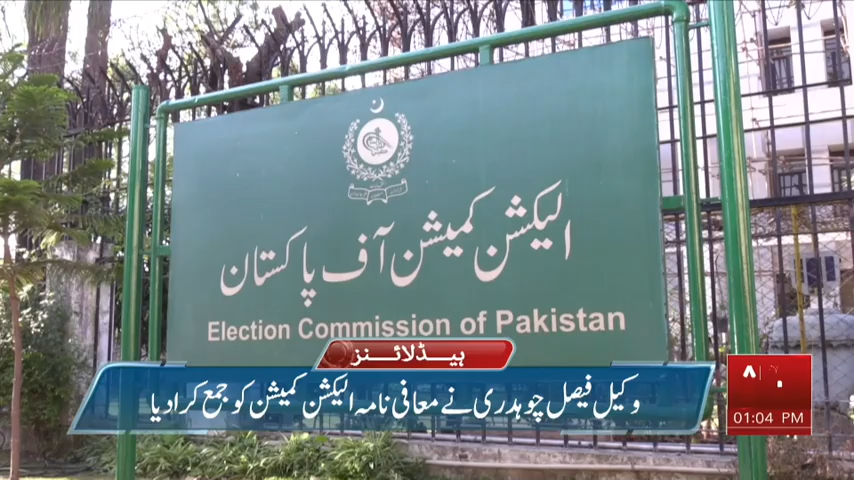 الیکشن کمیشن آف پاکستان
Election Commission of Pakistan
ہیڈلائنز
وکیل فیصل چوہدری نے معافی نامہ الیکشن کمیشن کو جمع کرادیا
01:04 PM